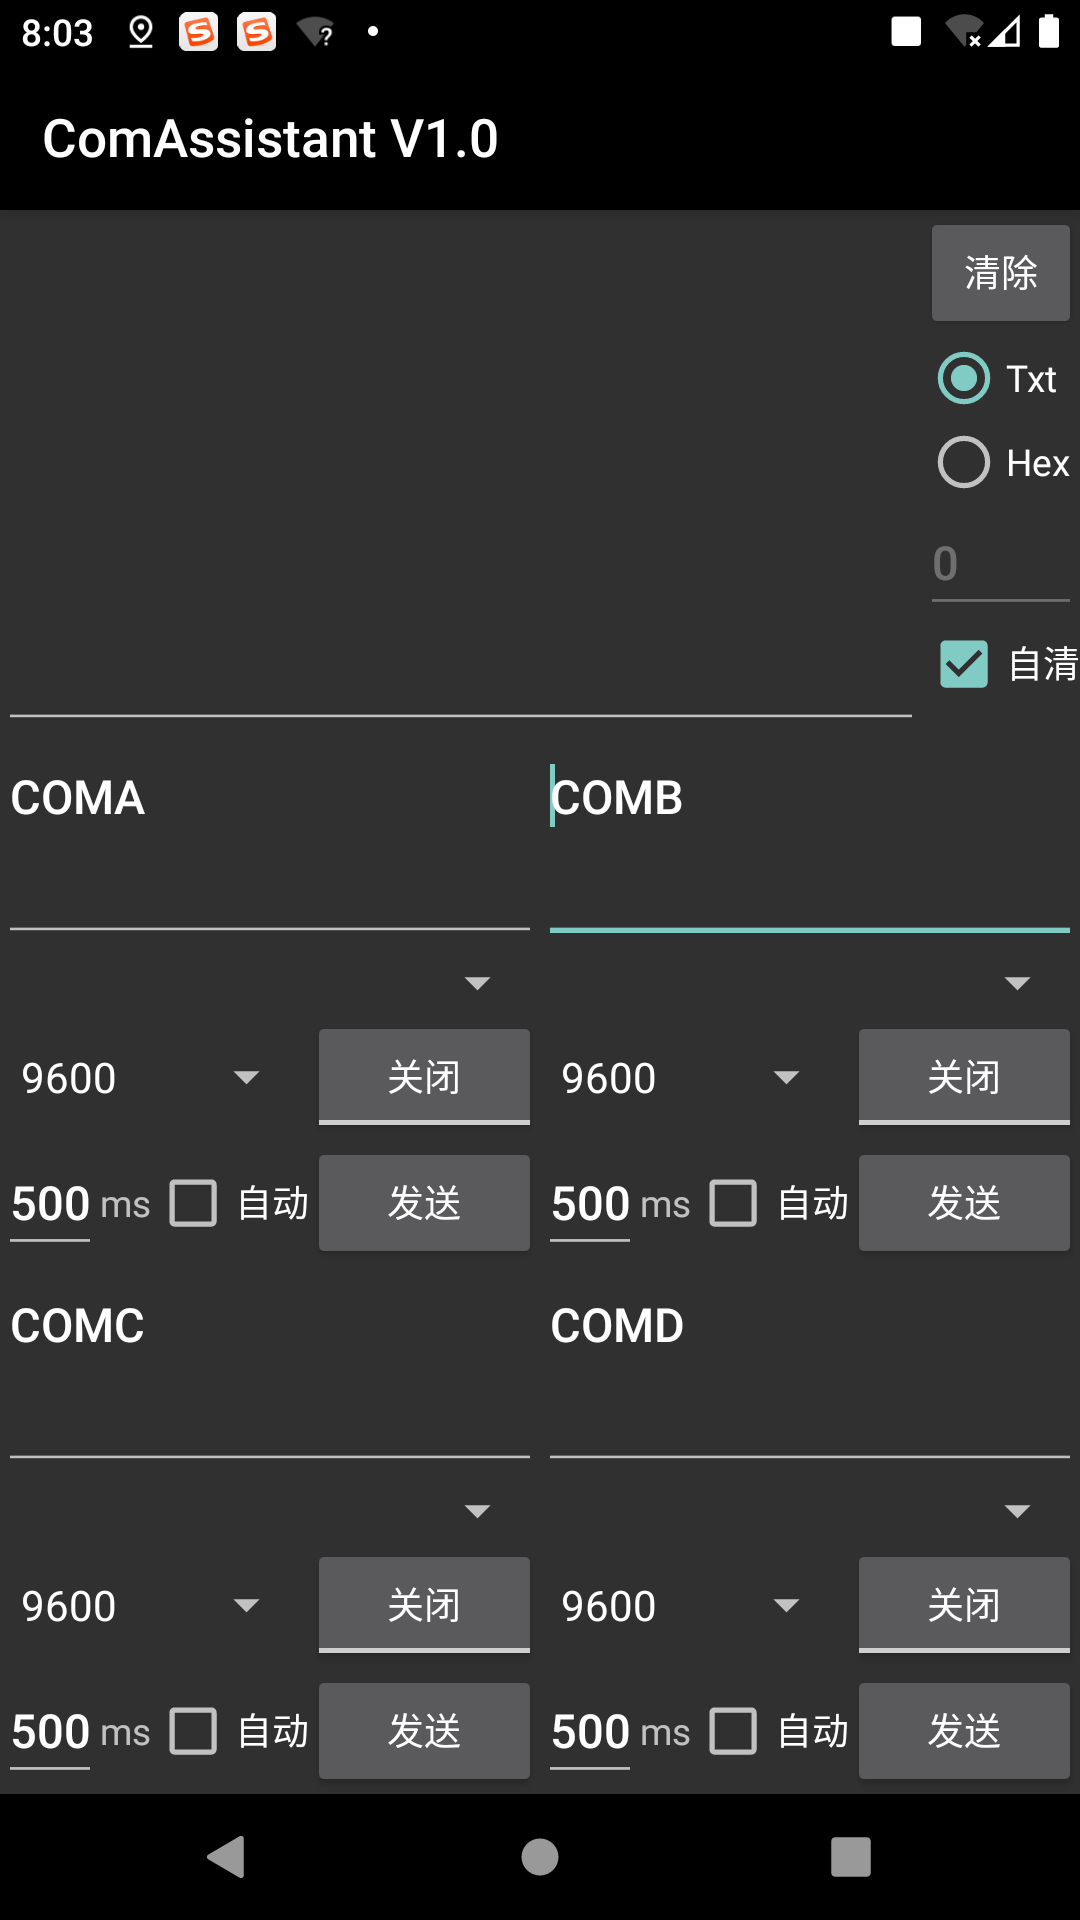 8:03
ComAssistant V1.0
清除
Txt
Hex
0
自清
COMA COMB
9600 关闭 9600 关闭
500 ms 自动 发送 500 ms 自动 发送
COMC COMD
9600 关闭 9600 关闭
500 ms 自动 发送 500 ms 自动 发送